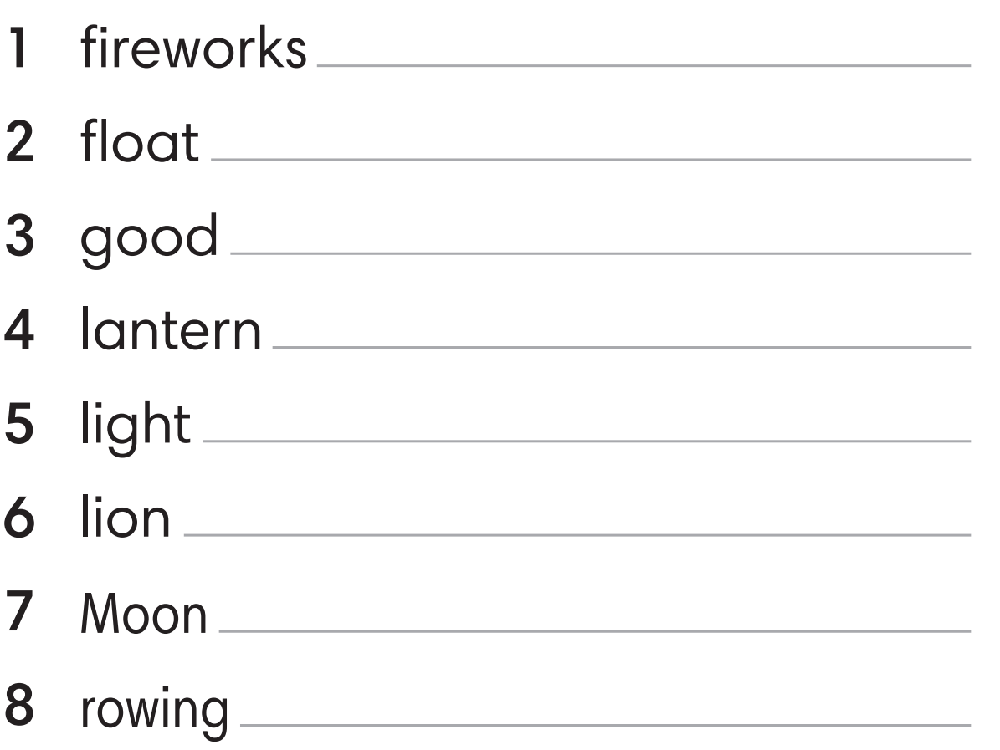 1 fireworks
2 float
3 good
4 lantern
5 light
6 lion
7 Moon
8 rowing